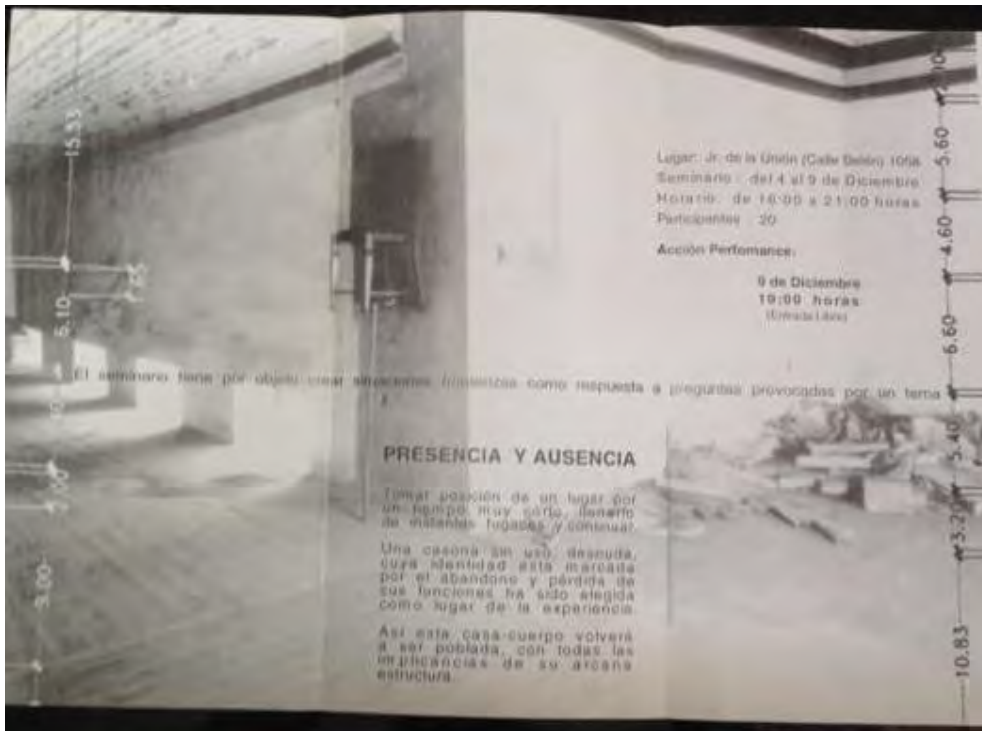 Lugar: Jr. de la Unión (Calle Belén) 1058
Seminario : del 4 al 9 de Diciembre
Horario: de 16:00 a 21:00 horas
Participantes : 20
Acción Perfomance:
9 de Diciembre
19:00 horas
(Entrada Libre)
El seminario tiene por objeto crear situaciones como respuesta a preguntas provocadas por un tema
PRESENCIA Y AUSENCIA
Tomar posición de un lugar por
un tiempo muy corto, llenarlo
de instantes fugaces y continuar.
Una casona sin uso, desnuda,
cuya identidad esta marcada
por el abandono y pérdida de
sus funciones ha sido elegida
como lugar de la experiencia.
Así esta casa-cuerpo volverá
a ser poblada, con todas las
implicancias de su arcana
estructura.
15.33
5.10
3.00
5.60
4.60
6.60
5.40
3.20
10.83